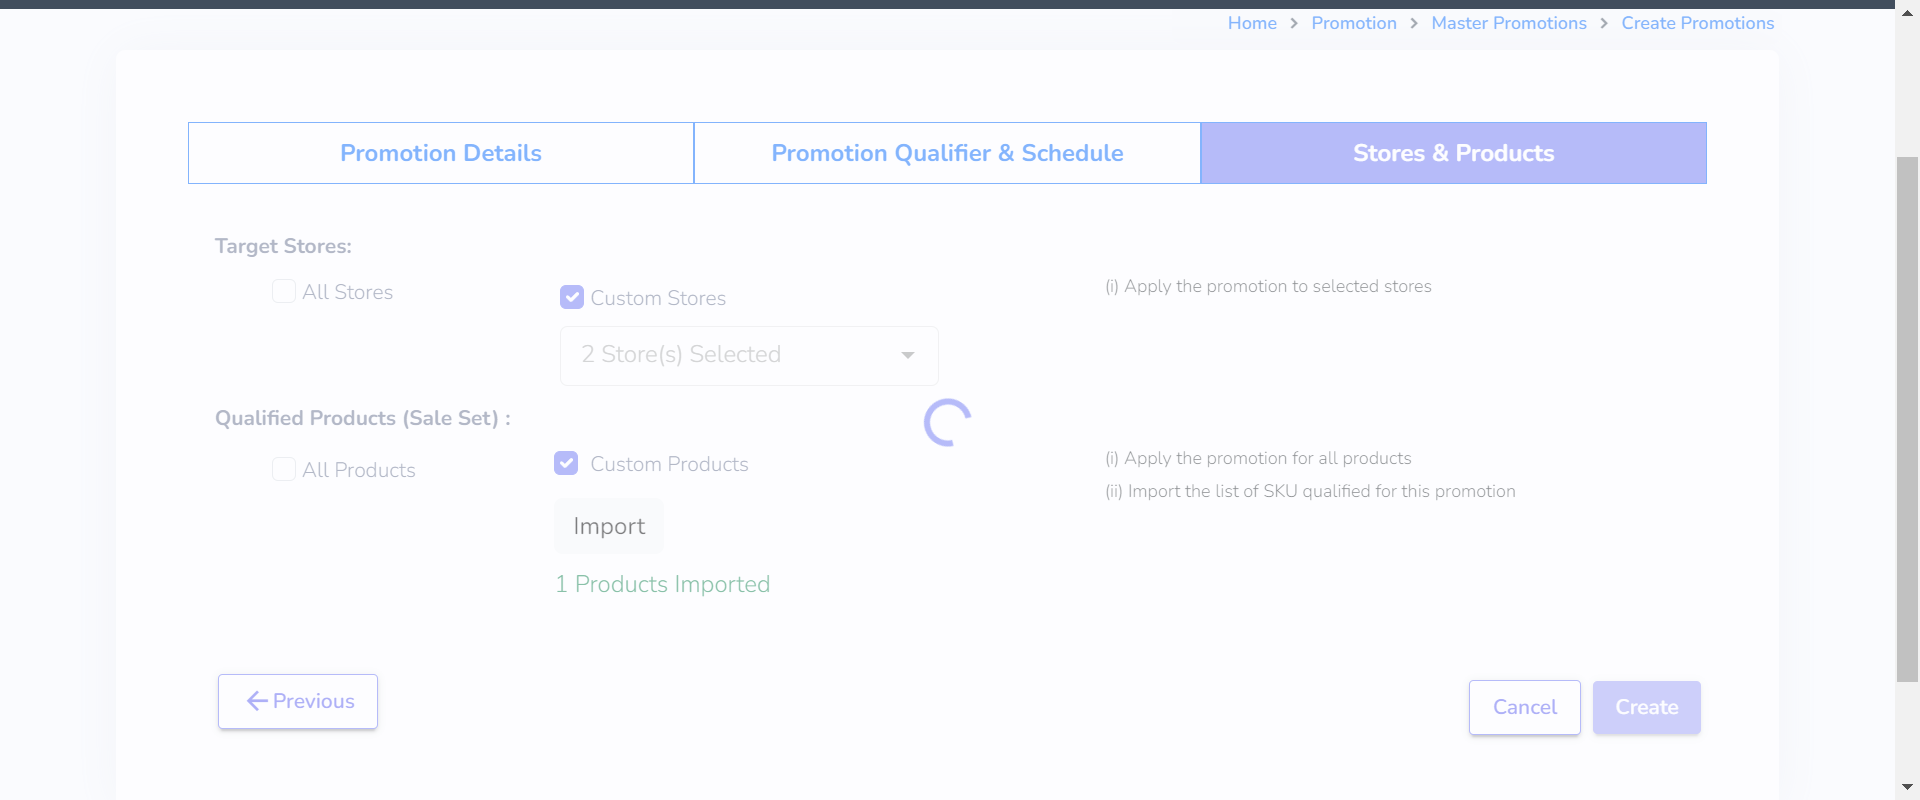 Home > Promotion > Master Promotions > Create Promotions
Promotion Details
Promotion Qualifier & Schedule
Stores & Products
Target Stores:
All Stores
Custom Stores
(i) Apply the promotion to selected stores
2 Store(s) Selected
Qualified Products (Sale Set) :
All Products
Custom Products
(i) Apply the promotion for all products
(ii) Import the list of SKU qualified for this promotion
Import
1 Products Imported
Previous
Cancel
Create